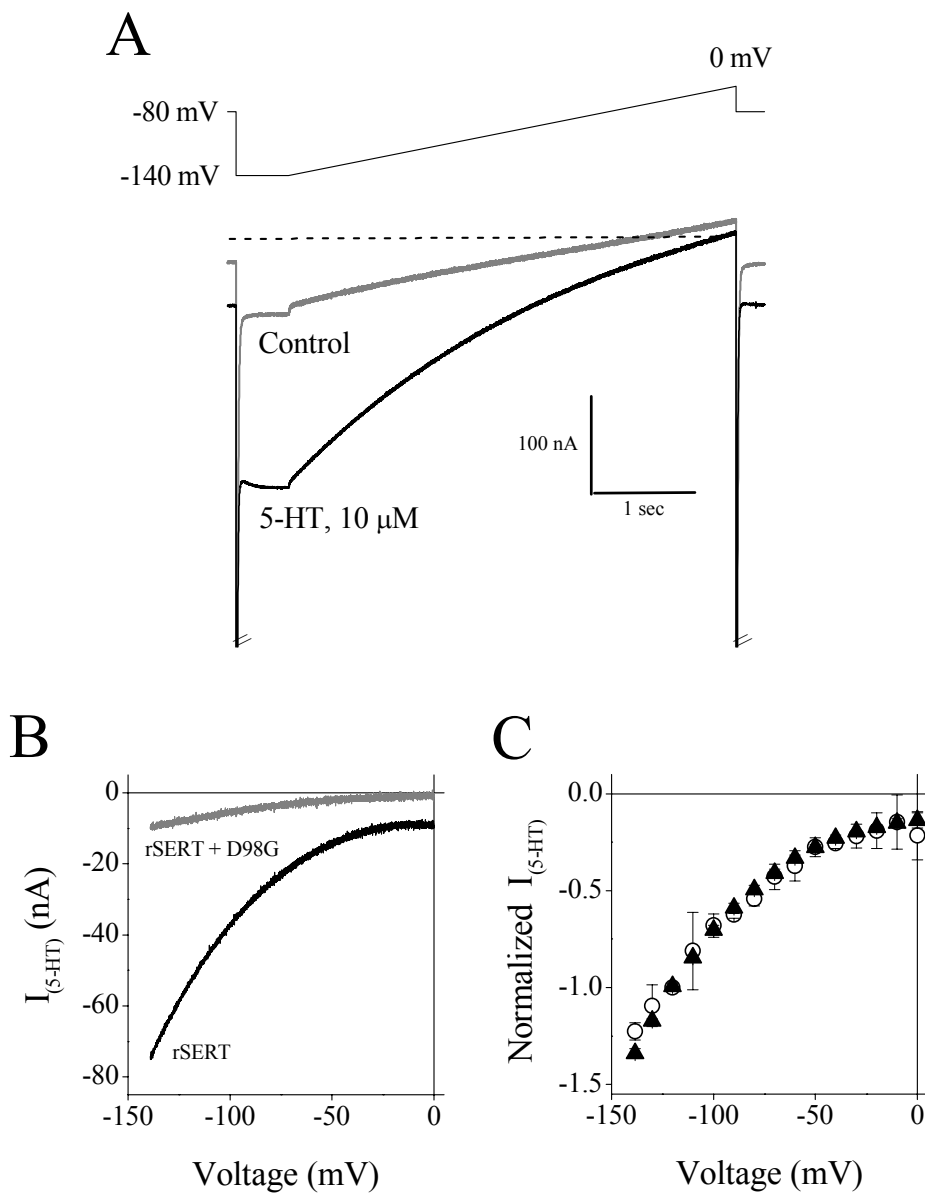 A
0 mV
-80 mV
-140 mV
Control
100 nA
1 sec
5-HT, 10 μM
B
0
-20
-40
-60
-80
rSERT + D98G
rSERT
I(5-HT) (nA)
-150
-100
-50
0
Voltage (mV)
C
0.0
-0.5
-1.0
-1.5
Normalized I(5-HT)
-150
-100
-50
0
Voltage (mV)